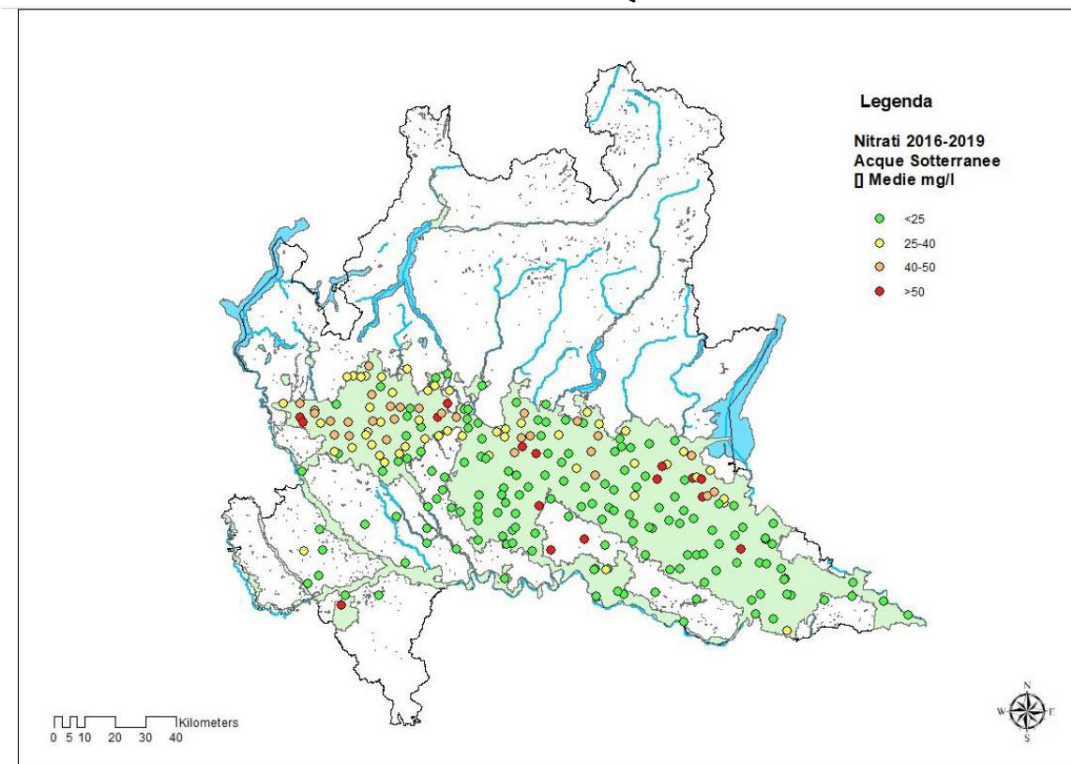 Legenda
Nitrati 2016-2019
Acque Sotterranee
[] Medie mg/l
<25
25-40
40-50
>50
N
W E
S
Kilometers
0 5 10 20 30 40